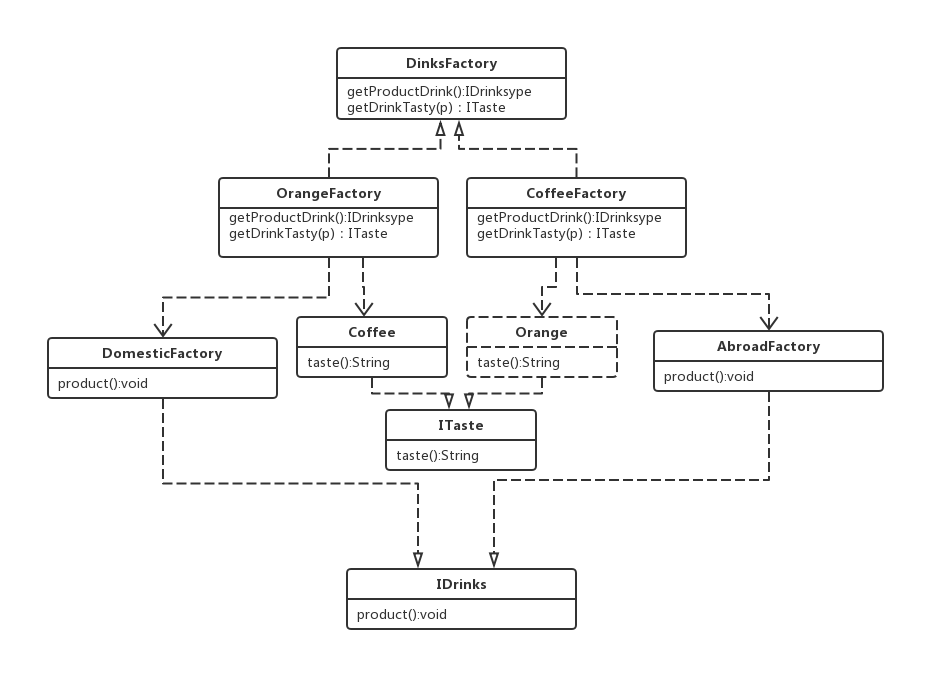 DinksFactory
getProductDrink():IDrinksype
getDrinkTasty(p) : ITaste
OrangeFactory
getProductDrink():IDrinksype
getDrinkTasty(p) : ITaste
CoffeeFactory
getProductDrink():IDrinksype
getDrinkTasty(p) : ITaste
DomesticFactory
product():void
Coffee
taste():String
Orange
taste():String
AbroadFactory
product():void
ITaste
taste():String
IDrinks
product():void